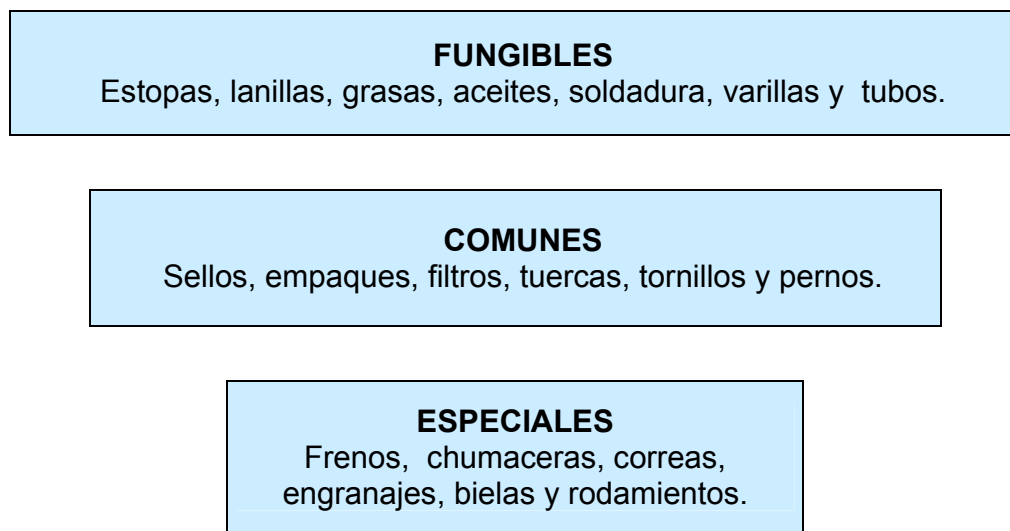 FUNGIBLES
Estopas, lanillas, grasas, aceites, soldadura, varillas y tubos.
COMUNES
Sellos, empaques, filtros, tuercas, tornillos y pernos.
ESPECIALES
Frenos, chumaceras, correas,
engranajes, bielas y rodamientos.